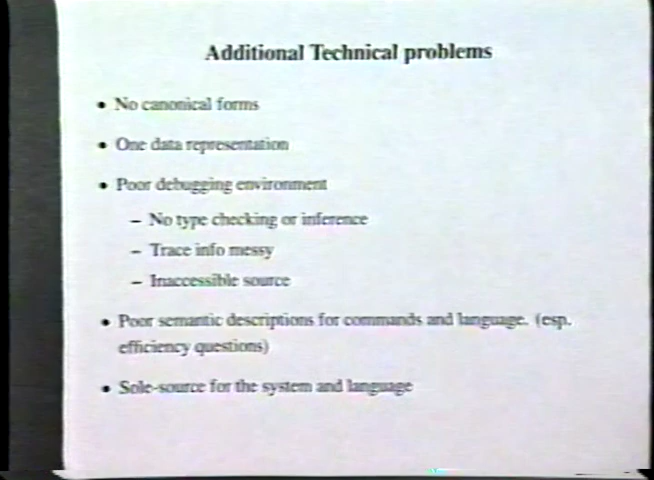 Additional Technical problems
• No canonical forms
• One data representation
• Poor debugging environment
– No type checking or inference
– Trace info messy
– Inaccessible source
• Poor semantic descriptions for commands and language. (esp.
efficiency questions)
• Sole-source for the system and language